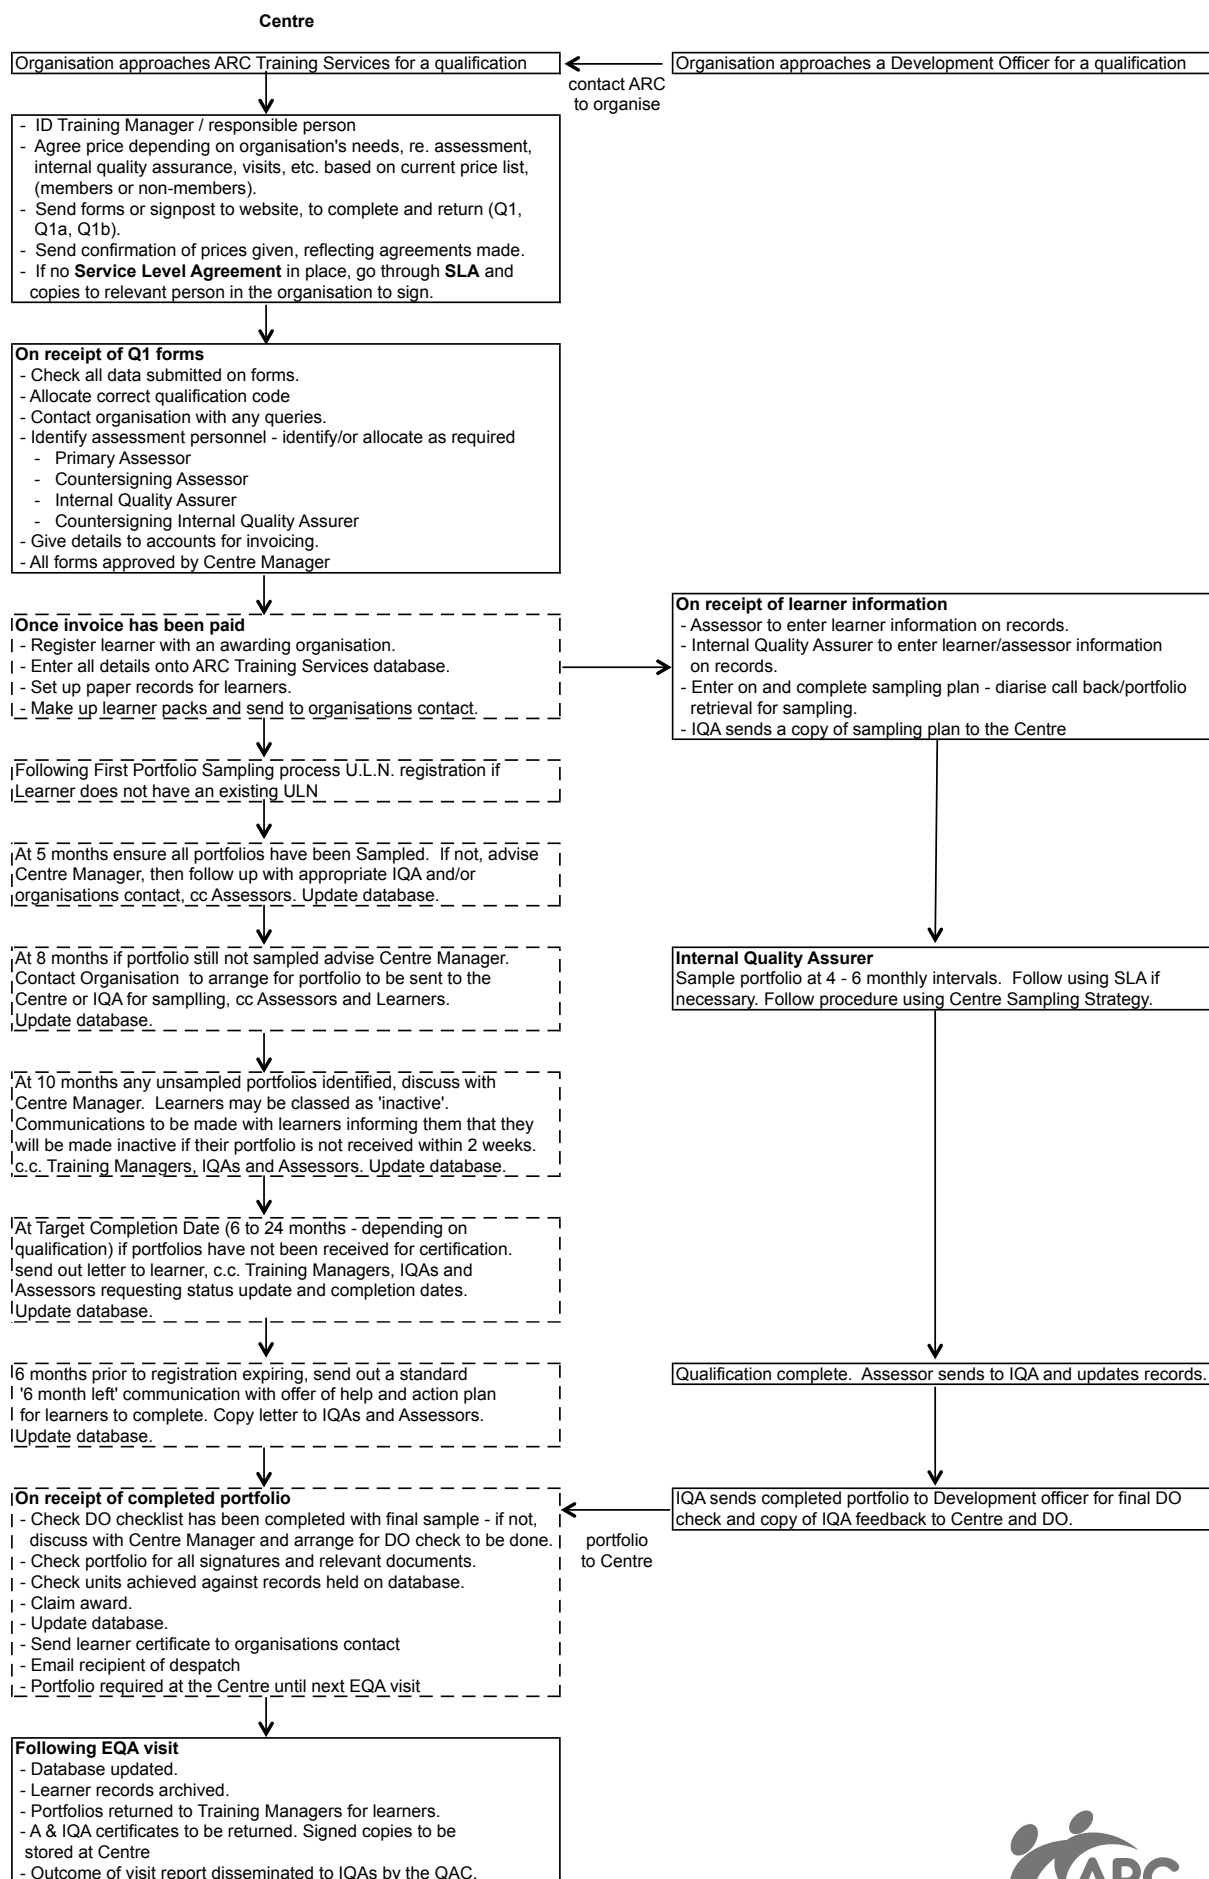 Centre
Organisation approaches ARC Training Services for a qualification
contact ARC
to organise
Organisation approaches a Development Officer for a qualification
- ID Training Manager / responsible person
- Agree price depending on organisation's needs, re. assessment,
internal quality assurance, visits, etc. based on current price list,
(members or non-members).
- Send forms or signpost to website, to complete and return (Q1,
Q1a, Q1b).
- Send confirmation of prices given, reflecting agreements made.
- If no Service Level Agreement in place, go through SLA and
copies to relevant person in the organisation to sign.
On receipt of Q1 forms
- Check all data submitted on forms.
- Allocate correct qualification code
- Contact organisation with any queries.
- Identify assessment personnel - identify/or allocate as required
- Primary Assessor
- Countersigning Assessor
- Internal Quality Assurer
- Countersigning Internal Quality Assurer
- Give details to accounts for invoicing.
- All forms approved by Centre Manager
Once invoice has been paid
- Register learner with an awarding organisation.
- Enter all details onto ARC Training Services database.
- Set up paper records for learners.
- Make up learner packs and send to organisations contact.
On receipt of learner information
- Assessor to enter learner information on records.
- Internal Quality Assurer to enter learner/assessor information
on records.
- Enter on and complete sampling plan - diarise call back/portfolio
retrieval for sampling.
- IQA sends a copy of sampling plan to the Centre
Following First Portfolio Sampling process U.L.N. registration if
Learner does not have an existing ULN
At 5 months ensure all portfolios have been Sampled. If not, advise
Centre Manager, then follow up with appropriate IQA and/or
organisations contact, cc Assessors. Update database.
At 8 months if portfolio still not sampled advise Centre Manager.
Contact Organisation to arrange for portfolio to be sent to the
Centre or IQA for samplling, cc Assessors and Learners.
Update database.
Internal Quality Assurer
Sample portfolio at 4 - 6 monthly intervals. Follow using SLA if
necessary. Follow procedure using Centre Sampling Strategy.
At 10 months any unsampled portfolios identified, discuss with
Centre Manager. Learners may be classed as 'inactive'.
Communications to be made with learners informing them that they
will be made inactive if their portfolio is not received within 2 weeks.
c.c. Training Managers, IQAs and Assessors. Update database.
At Target Completion Date (6 to 24 months - depending on
qualification) if portfolios have not been received for certification.
send out letter to learner, c.c. Training Managers, IQAs and
Assessors requesting status update and completion dates.
Update database.
6 months prior to registration expiring, send out a standard
'6 month left' communication with offer of help and action plan
for learners to complete. Copy letter to IQAs and Assessors.
Update database.
Qualification complete. Assessor sends to IQA and updates records.
On receipt of completed portfolio
- Check DO checklist has been completed with final sample - if not,
discuss with Centre Manager and arrange for DO check to be done.
- Check portfolio for all signatures and relevant documents.
- Check units achieved against records held on database.
- Claim award.
- Update database.
- Send learner certificate to organisations contact
- Email recipient of despatch
- Portfolio required at the Centre until next EQA visit
portfolio
to Centre
IQA sends completed portfolio to Development officer for final DO
check and copy of IQA feedback to Centre and DO.
Following EQA visit
- Database updated.
- Learner records archived.
- Portfolios returned to Training Managers for learners.
- A & IQA certificates to be returned. Signed copies to be
stored at Centre
- Outcome of visit report disseminated to IQAs by the QAC.
ARC